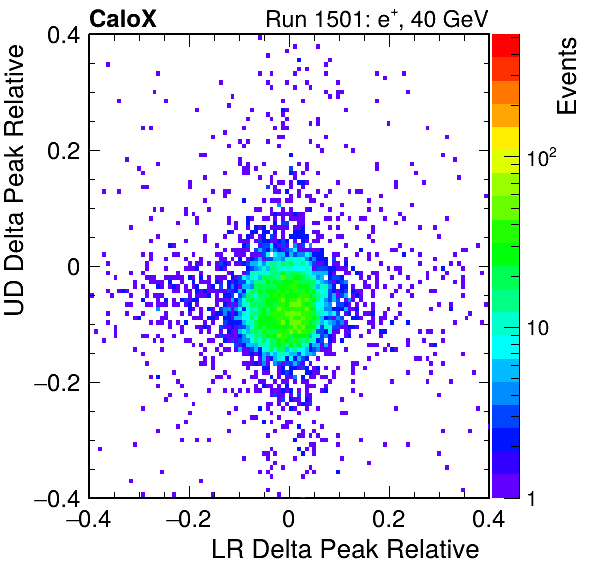 CaloX Run 1501: e⁺, 40 GeV
0.4
0.2
0
−0.2
−0.4
−0.4 −0.2 0 0.2 0.4
LR Delta Peak Relative
UD Delta Peak Relative
Events
10²
10
1